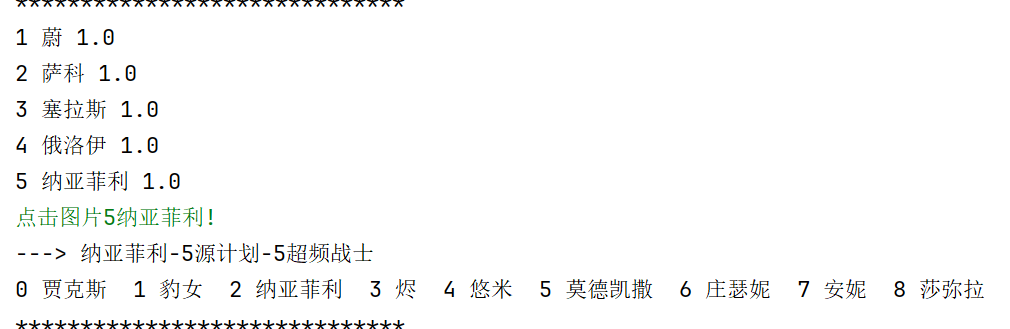 ******************************
1 蔚 1.0
2 萨科 1.0
3 塞拉斯 1.0
4 俄洛伊 1.0
5 纳亚菲利 1.0
点击图片5纳亚菲利!
---> 纳亚菲利-5源计划-5超频战士
0 贾克斯  1 豹女  2 纳亚菲利  3 烬  4 悠米  5 莫德凯撒  6 庄瑟妮  7 安妮  8 莎弥拉
******************************